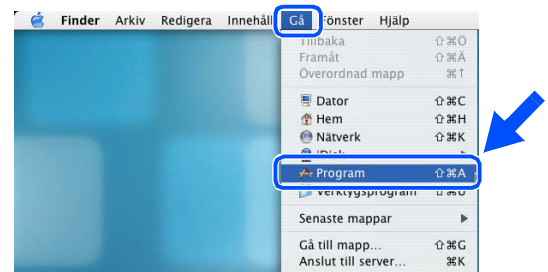 Finder Arkiv Redigera Innehåll Gå Fönster Hjälp
Tillbaka ⇧⌘Ö
Framåt ⇧⌘Ä
Överordnad mapp ⌘↑
Dator ⇧⌘C
Hem ⇧⌘H
Nätverk ⇧⌘K
iDisk
Program ⇧⌘A
Verktygsprogram ⇧⌘U
Senaste mappar
Gå till mapp... ⇧⌘G
Anslut till server... ⌘K